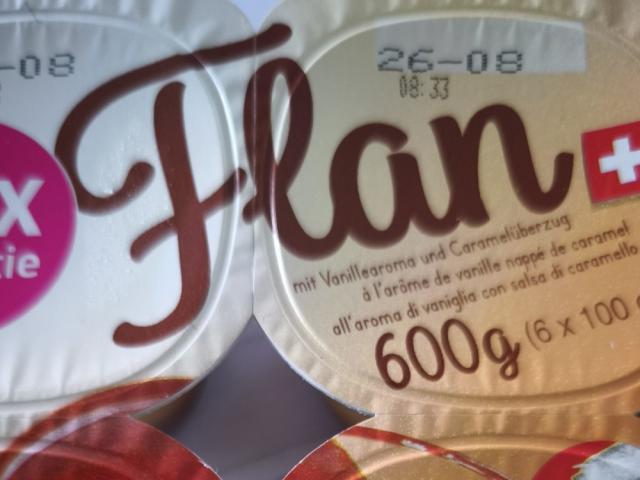 -08
26-08
08:33
Flan
x
tie
mit Vanillearoma und Caramelüberzug
à l'arôme de vanille nappé de caramel
all'aroma di vaniglia con salsa di caramello
600g (6 x 100